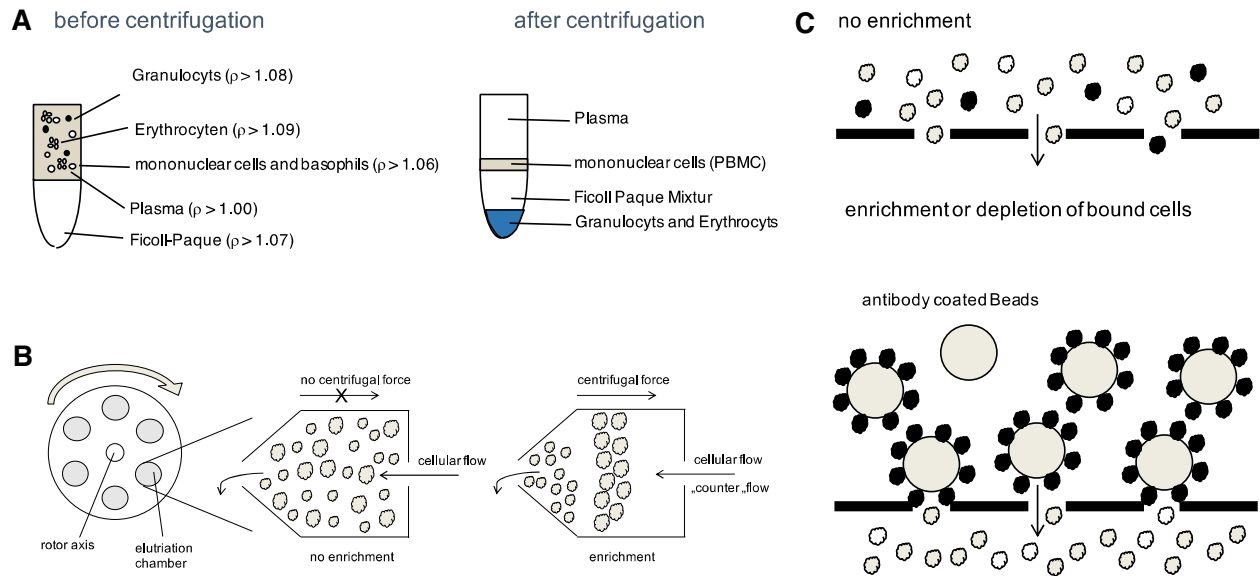 A before centrifugation
Granulocyts (ρ > 1.08)
Erythrocyten (ρ > 1.09)
mononuclear cells and basophils (ρ > 1.06)
Plasma (ρ > 1.00)
Ficoll-Paque (ρ > 1.07)
after centrifugation
Plasma
mononuclear cells (PBMC)
Ficoll Paque Mixtur
Granulocyts and Erythrocyts
B
rotor axis
elutriation
chamber
no centrifugal force
X
cellular flow
no enrichment
centrifugal force
cellular flow
„counter „flow
enrichment
C no enrichment
enrichment or depletion of bound cells
antibody coated Beads